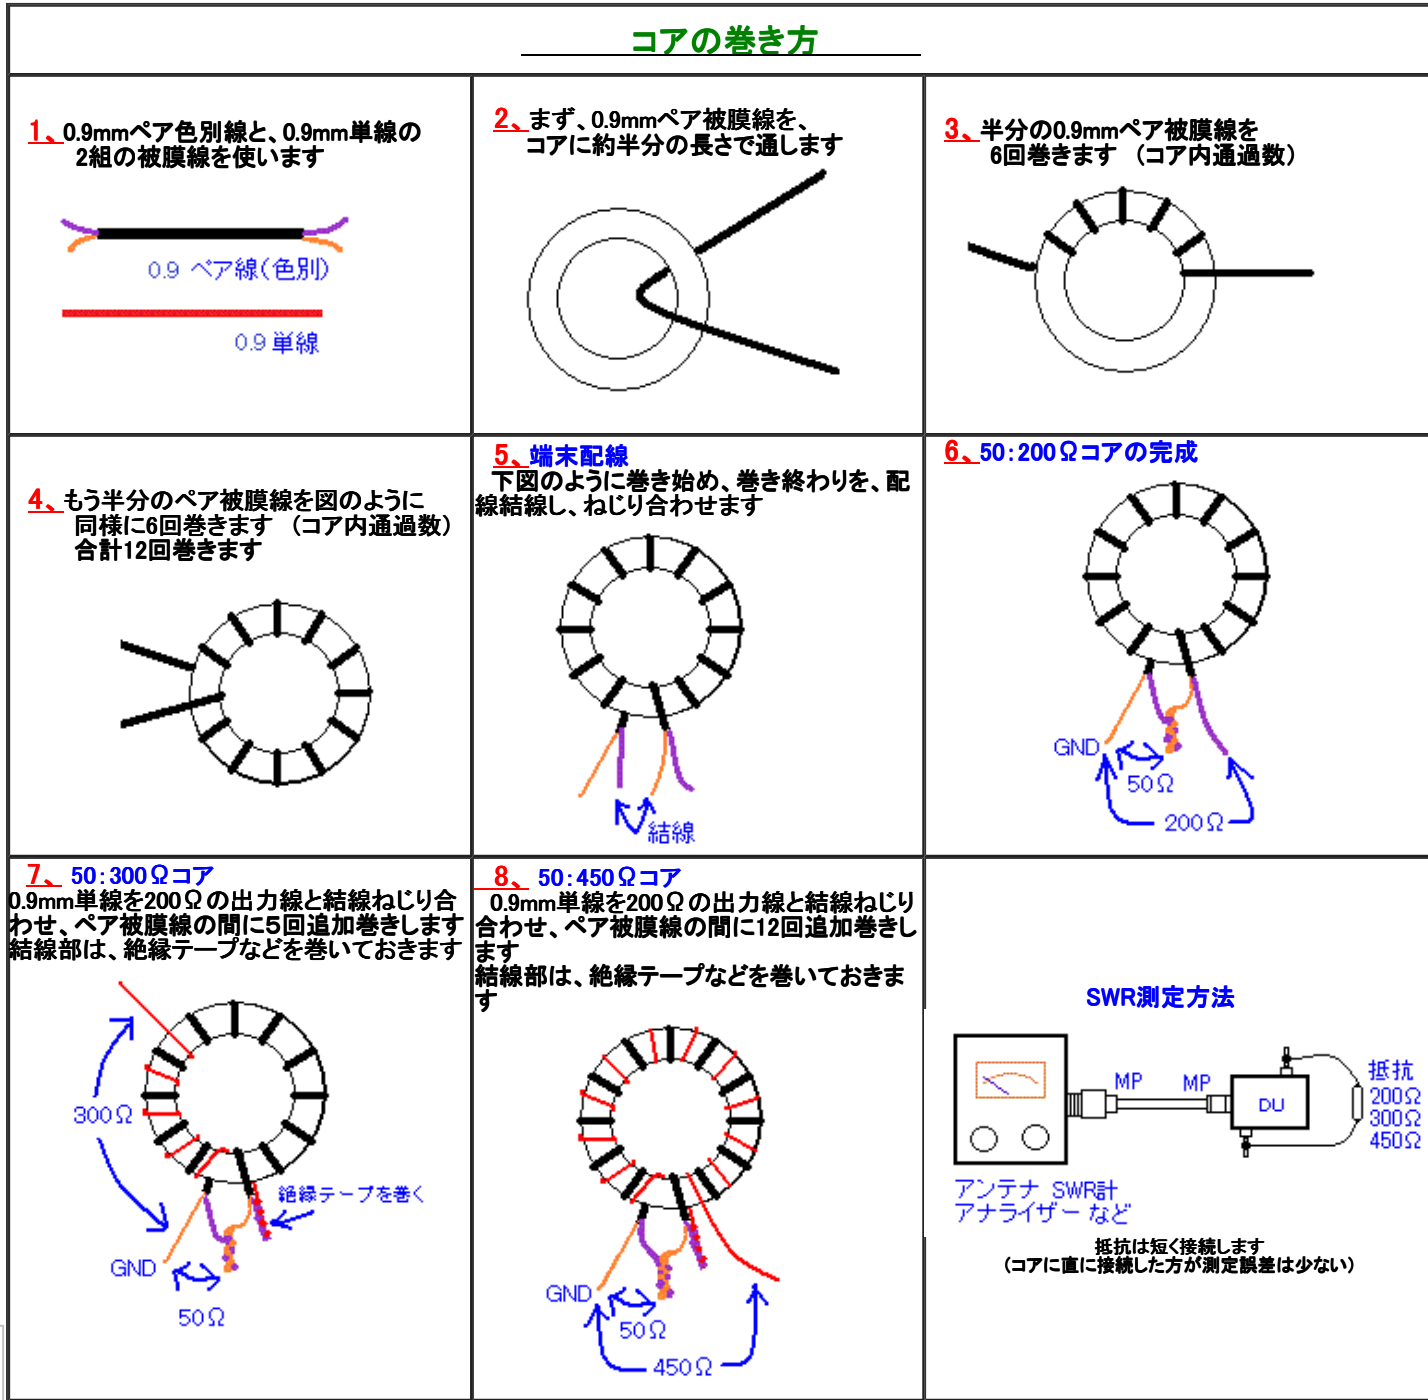 コアの巻き方
1、0.9mmペア色別線と、0.9mm単線の
2組の被膜線を使います
0.9 ペア線(色別)
0.9 単線
2、まず、0.9mmペア被膜線を、
コアに約半分の長さで通します
3、半分の0.9mmペア被膜線を
6回巻きます (コア内通過数)
4、もう半分のペア被膜線を図のように
同様に6回巻きます (コア内通過数)
合計12回巻きます
5、端末配線
下図のように巻き始め、巻き終わりを、配
線結線し、ねじり合わせます
結線
6、50:200Ωコアの完成
GND
50Ω
200Ω
7、 50:300Ωコア
0.9mm単線を200Ωの出力線と結線ねじり合
わせ、ペア被膜線の間に5回追加巻きします
結線部は、絶縁テープなどを巻いておきます
300Ω
絶縁テープを巻く
GND
50Ω
8、 50:450Ωコア
0.9mm単線を200Ωの出力線と結線ねじり
合わせ、ペア被膜線の間に12回追加巻きし
ます
結線部は、絶縁テープなどを巻いておきま
す
GND
50Ω
450Ω
SWR測定方法
MP
MP
DU
抵抗
200Ω
300Ω
450Ω
アンテナ SWR計
アナライザー など
抵抗は短く接続します
(コアに直に接続した方が測定誤差は少ない)